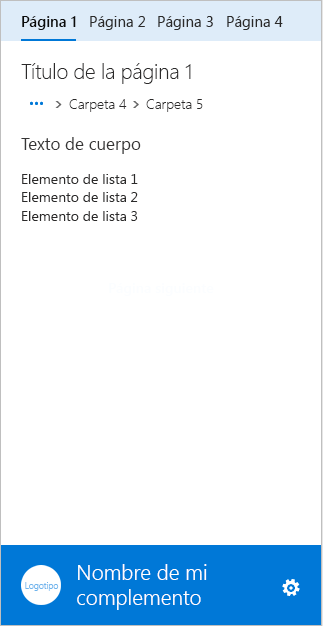 Página 1 Página 2 Página 3 Página 4
Título de la página 1
··· > Carpeta 4 > Carpeta 5
Texto de cuerpo
Elemento de lista 1
Elemento de lista 2
Elemento de lista 3
Logotipo
Nombre de mi
complemento